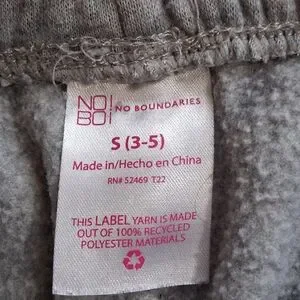 NO!
BO!
NO BOUNDARIES
S (3-5)
Made in/Hecho en China
RN# 52469 T22
THIS LABEL YARN IS MADE
OUT OF 100% RECYCLED
POLYESTER MATERIALS